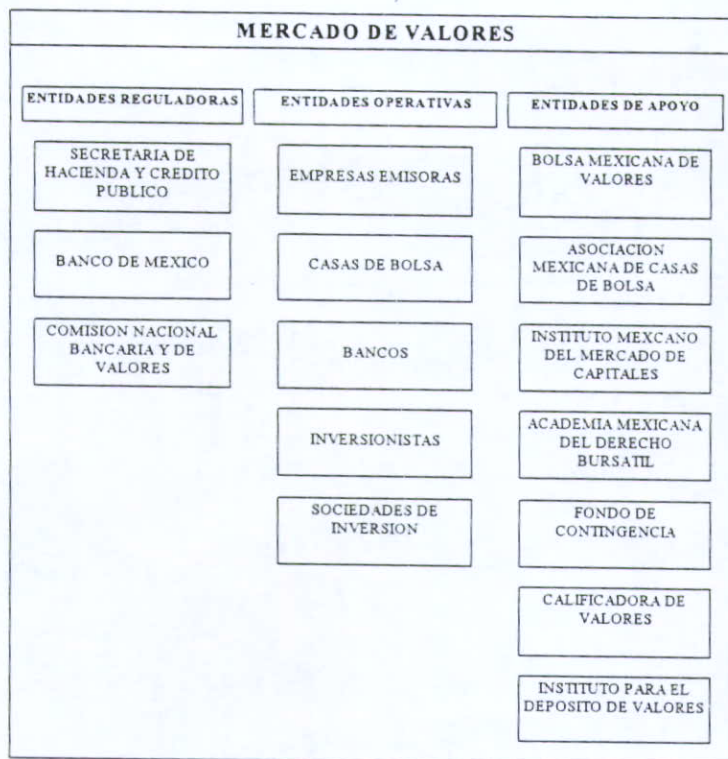 MERCADO DE VALORES
ENTIDADES REGULADORAS
SECRETARIA DE
HACIENDA Y CREDITO
PUBLICO
BANCO DE MEXICO
COMISION NACIONAL
BANCARIA Y DE
VALORES
ENTIDADES OPERATIVAS
EMPRESAS EMISORAS
CASAS DE BOLSA
BANCOS
INVERSIONISTAS
SOCIEDADES DE
INVERSION
ENTIDADES DE APOYO
BOLSA MEXICANA DE
VALORES
ASOCIACION
MEXICANA DE CASAS
DE BOLSA
INSTITUTO MEXCANO
DEL MERCADO DE
CAPITALES
ACADEMIA MEXICANA
DEL DERECHO
BURSATIL
FONDO DE
CONTINGENCIA
CALIFICADORA DE
VALORES
INSTITUTO PARA EL
DEPOSITO DE VALORES